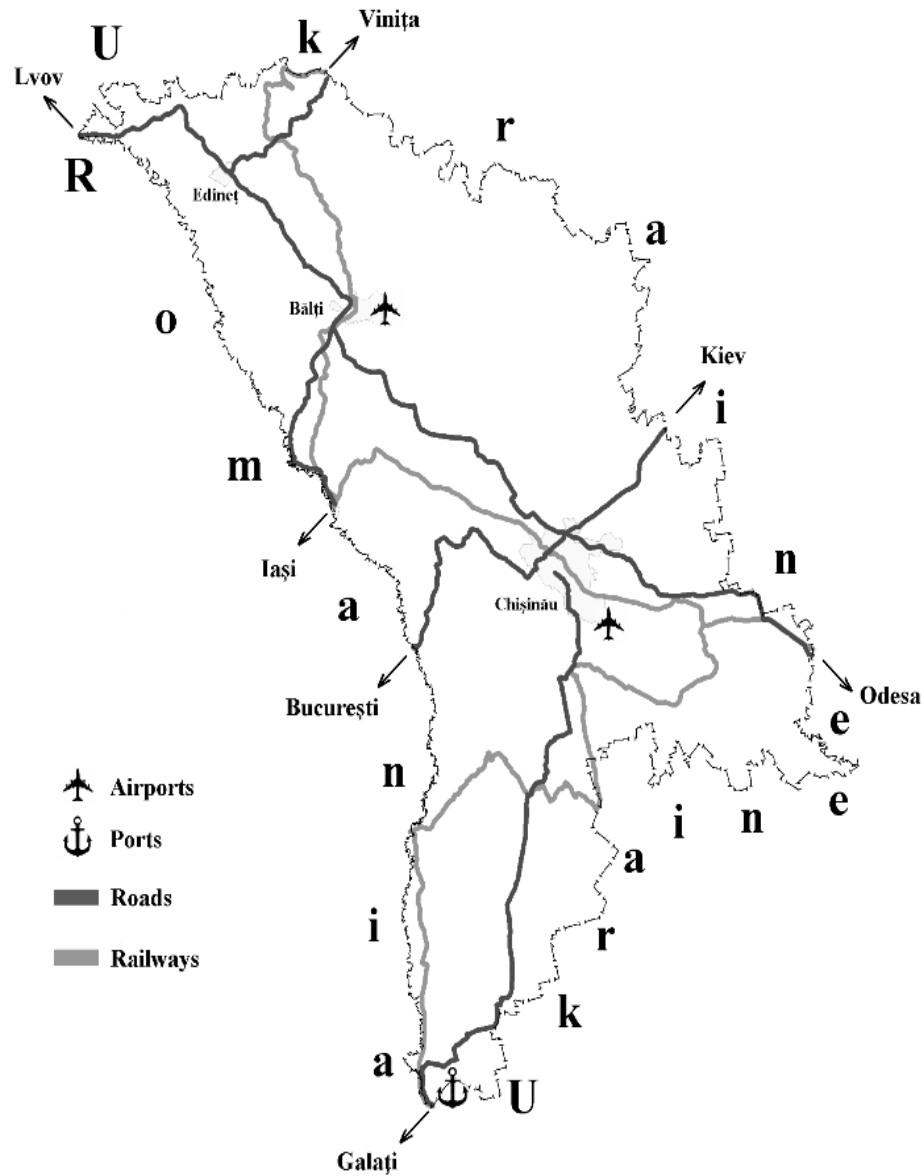 Vinița
U k
Lvov
r
R
Edineț
a
o
Bălți
Kiev
i
m
Iași
n
a
Chișinău
București
Odesa
e
n
Airports
e
i n
Ports
a
Roads
i
r
Railways
k
a
U
Galați